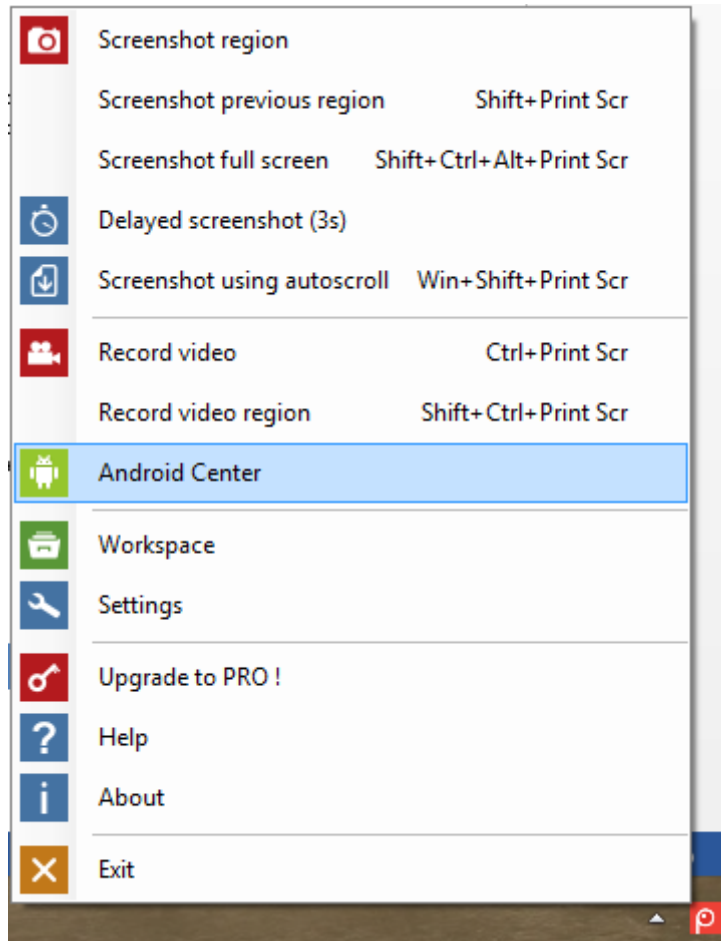 Screenshot region
Screenshot previous region Shift+Print Scr
Screenshot full screen Shift+Ctrl+Alt+Print Scr
Delayed screenshot (3s)
Screenshot using autoscroll Win+Shift+Print Scr
Record video Ctrl+Print Scr
Record video region Shift+Ctrl+Print Scr
Android Center
Workspace
Settings
Upgrade to PRO !
Help
About
Exit